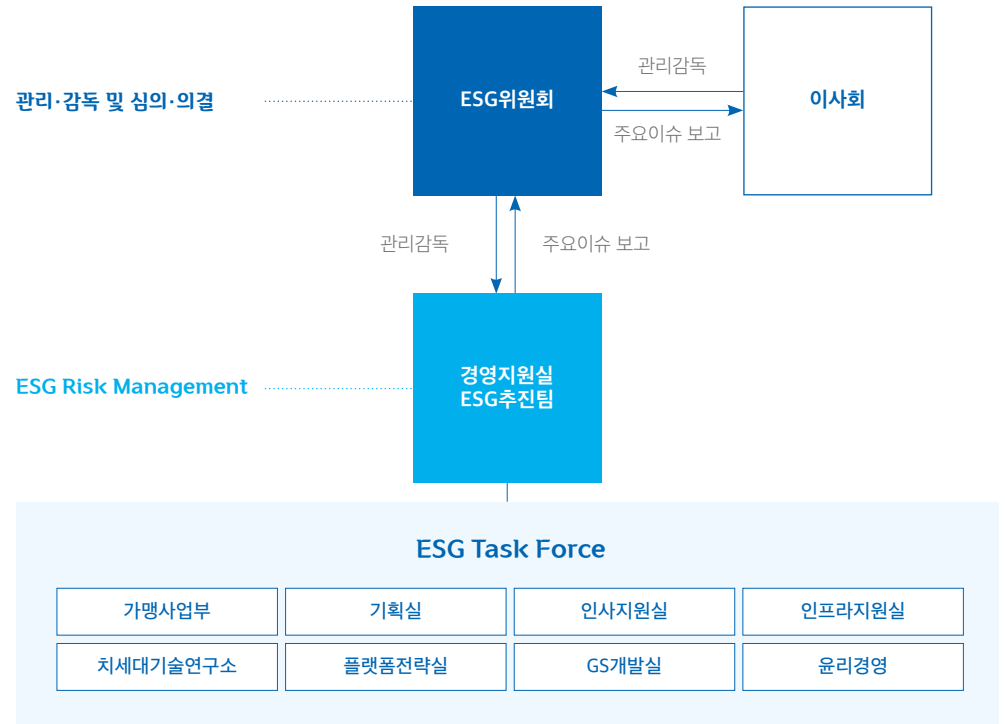 관리·감독 및 심의·의결
ESG위원회
관리감독
주요이슈 보고
이사회
관리감독
주요이슈 보고
ESG Risk Management
경영지원실
ESG추진팀
ESG Task Force
가맹사업부
기획실
인사지원실
인프라지원실
치세대기술연구소
플랫폼전략실
GS개발실
윤리경영